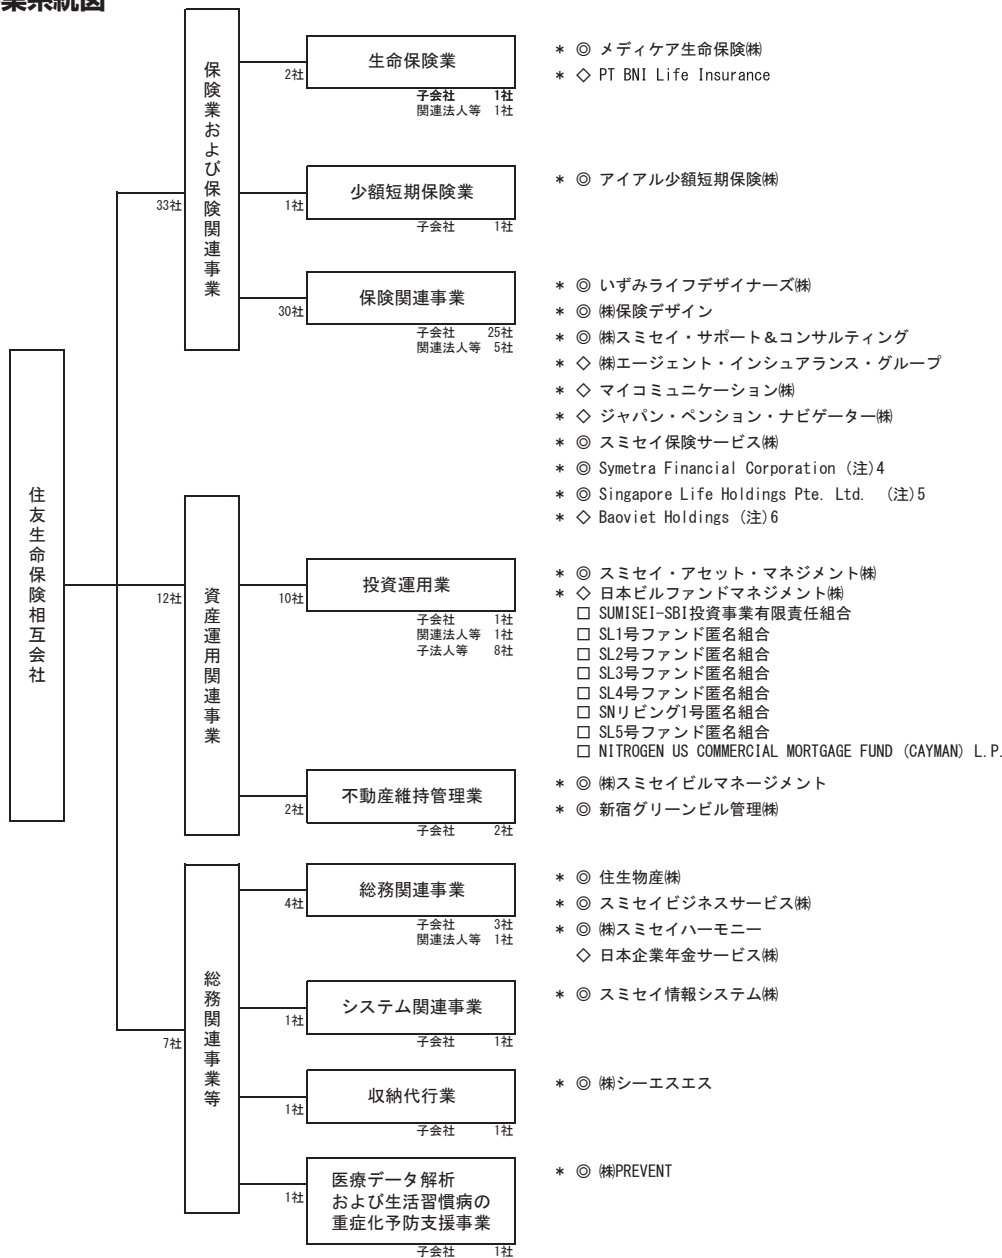 業系統図
住友生命保険相互会社
33社
保険業および保険関連事業
2社
生命保険業
子会社 1社
関連法人等 1社
* ◎ メディケア生命保険㈱
* ◇ PT BNI Life Insurance
1社
少額短期保険業
子会社 1社
* ◎ アイアル少額短期保険㈱
30社
保険関連事業
子会社 25社
関連法人等 5社
* ◎ いずみライフデザイナーズ㈱
* ◎ ㈱保険デザイン
* ◎ ㈱スミセイ・サポート＆コンサルティング
* ◇ ㈱エージェント・インシュアランス・グループ
* ◇ マイコミュニケーション㈱
* ◇ ジャパン・ペンション・ナビゲーター㈱
* ◎ スミセイ保険サービス㈱
* ◎ Symetra Financial Corporation (注)4
* ◎ Singapore Life Holdings Pte. Ltd. (注)5
* ◇ Baoviet Holdings (注)6
12社
資産運用関連事業
10社
投資運用業
子会社 1社
関連法人等 1社
子法人等 8社
* ◎ スミセイ・アセット・マネジメント㈱
* ◇ 日本ビルファンドマネジメント㈱
□ SUMISEI-SBI投資事業有限責任組合
□ SL1号ファンド匿名組合
□ SL2号ファンド匿名組合
□ SL3号ファンド匿名組合
□ SL4号ファンド匿名組合
□ SNリビング1号匿名組合
□ SL5号ファンド匿名組合
□ NITROGEN US COMMERCIAL MORTGAGE FUND (CAYMAN) L.P.
2社
不動産維持管理業
子会社 2社
* ◎ ㈱スミセイビルマネージメント
* ◎ 新宿グリーンビル管理㈱
7社
総務関連事業等
4社
総務関連事業
子会社 3社
関連法人等 1社
* ◎ 住生物産㈱
* ◎ スミセイビジネスサービス㈱
* ◎ ㈱スミセイハーモニー
◇ 日本企業年金サービス㈱
1社
システム関連事業
子会社 1社
* ◎ スミセイ情報システム㈱
1社
収納代行業
子会社 1社
* ◎ ㈱シーエスエス
1社
医療データ解析
および生活習慣病の
重症化予防支援事業
子会社 1社
* ◎ ㈱PREVENT